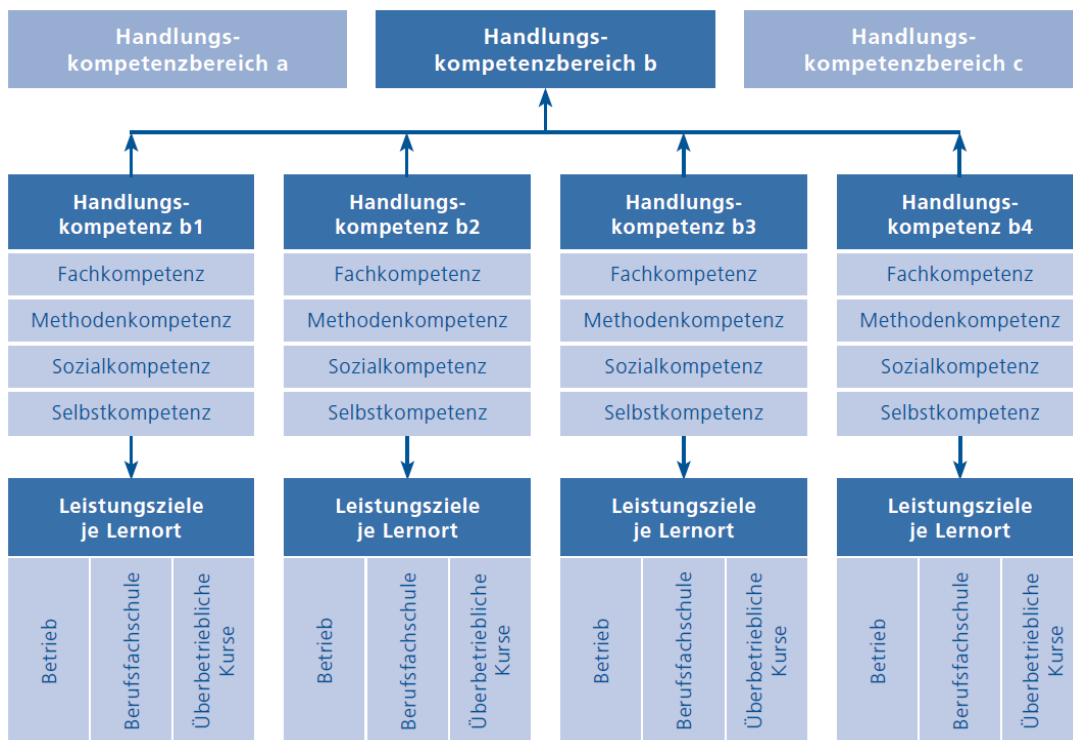 Handlungs-
kompetenzbereich a
Handlungs-
kompetenzbereich b
Handlungs-
kompetenzbereich c
Handlungs-
kompetenz b1
Fachkompetenz
Methodenkompetenz
Sozialkompetenz
Selbstkompetenz
Leistungsziele
je Lernort
Betrieb
Berufsfachschule
Überbetriebliche
Kurse
Handlungs-
kompetenz b2
Fachkompetenz
Methodenkompetenz
Sozialkompetenz
Selbstkompetenz
Leistungsziele
je Lernort
Betrieb
Berufsfachschule
Überbetriebliche
Kurse
Handlungs-
kompetenz b3
Fachkompetenz
Methodenkompetenz
Sozialkompetenz
Selbstkompetenz
Leistungsziele
je Lernort
Betrieb
Berufsfachschule
Überbetriebliche
Kurse
Handlungs-
kompetenz b4
Fachkompetenz
Methodenkompetenz
Sozialkompetenz
Selbstkompetenz
Leistungsziele
je Lernort
Betrieb
Berufsfachschule
Überbetriebliche
Kurse